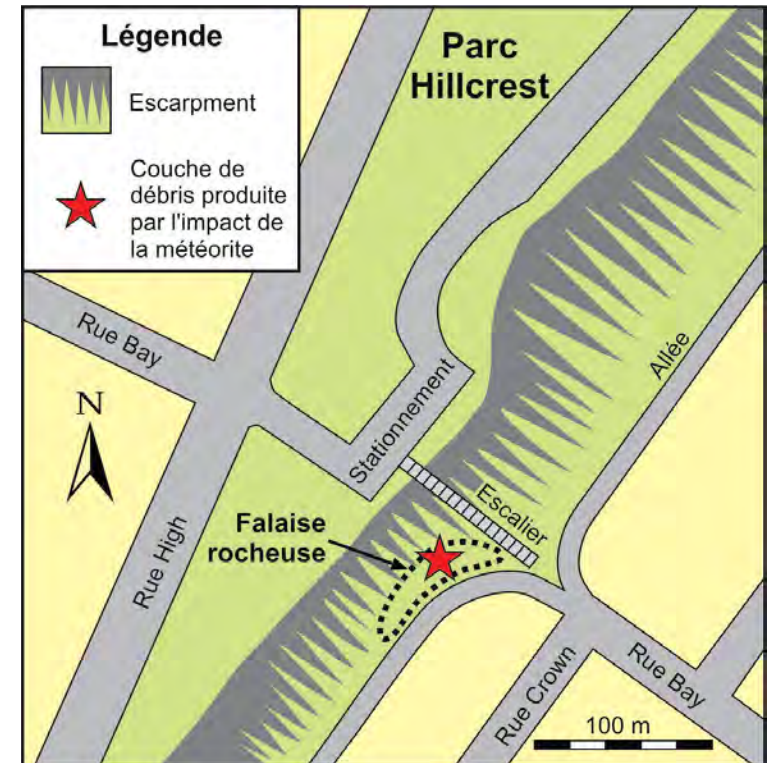 Légende
Escarpment
Couche de
débris produite
par l'impact de
la météorite
Parc
Hillcrest
Rue Bay
N
Rue High
Stationnement
Escalier
Allée
Falaise
rocheuse
Rue Crown
Rue Bay
100 m